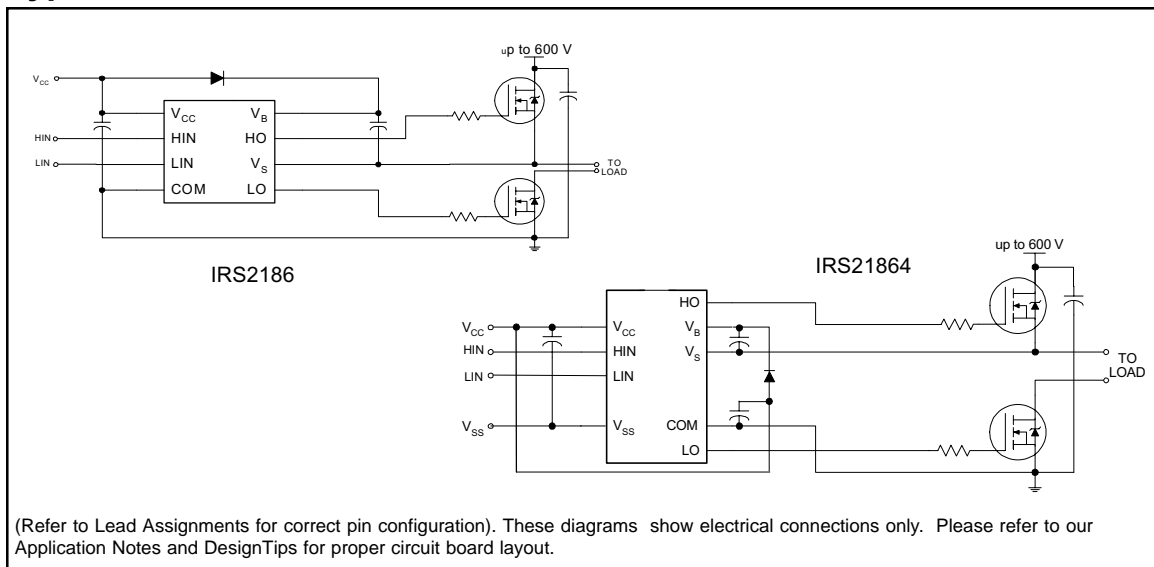 up to 600 V
VCC
VCC
VB
HIN
HIN
HO
LIN
LIN
VS
TO
LOAD
COM
LO
IRS2186
IRS21864
up to 600 V
HO
VCC
VCC
VB
HIN
HIN
VS
LIN
LIN
TO
LOAD
VSS
VSS
COM
LO
(Refer to Lead Assignments for correct pin configuration). These diagrams show electrical connections only. Please refer to our
Application Notes and DesignTips for proper circuit board layout.